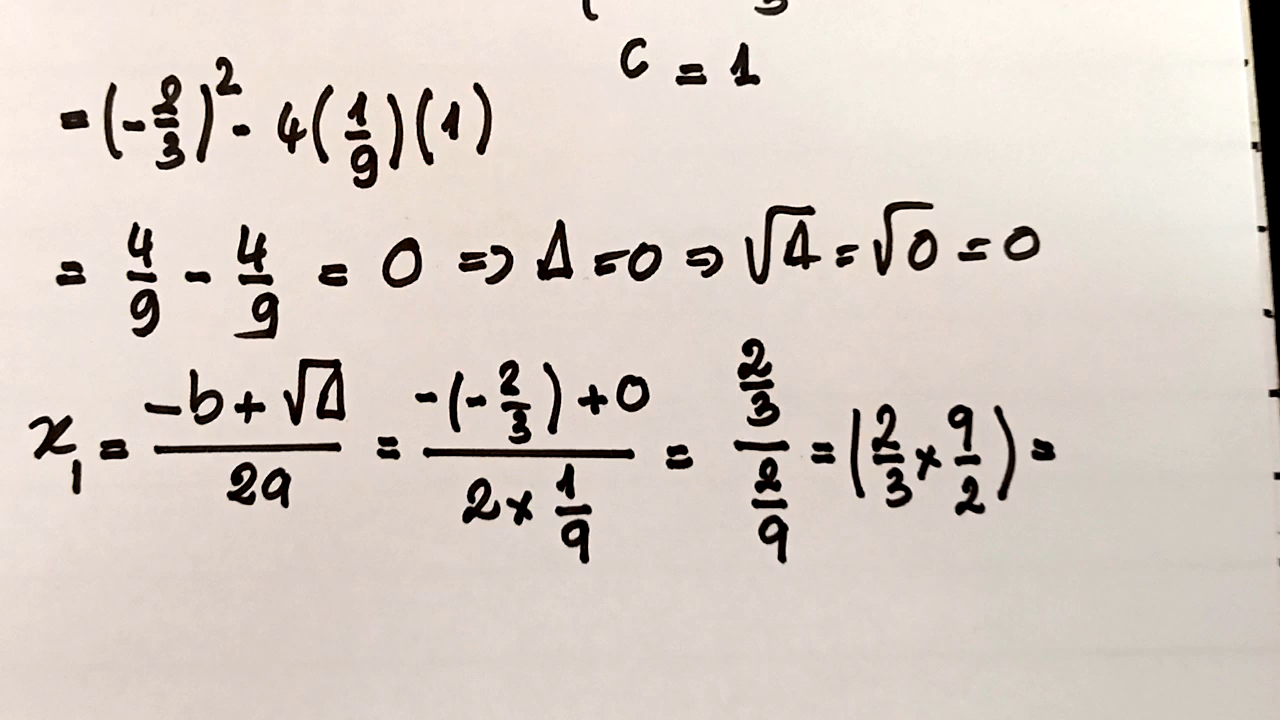 C = 1
= (-2/3)^2 - 4(1/9)(1)
= 4/9 - 4/9 = 0 => Δ = 0 => √Δ = √0 = 0
x₁ = (-b + √Δ)/(2a) = (-(-2/3) + 0)/(2 × 1/9) = (2/3)/(2/9) = (2/3 × 9/2) =